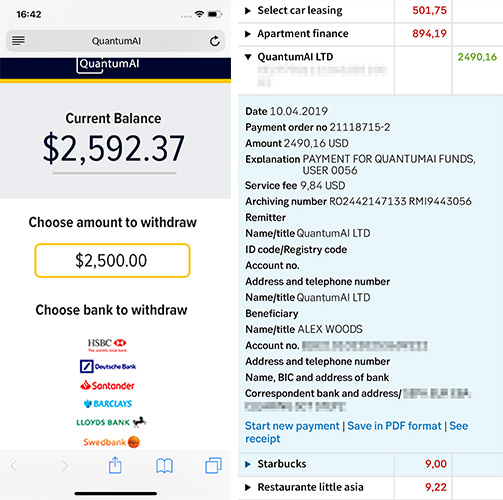 16:42
QuantumAI
QuantumAI
Current Balance
$2,592.37
Choose amount to withdraw
$2,500.00
Choose bank to withdraw
HSBC
The world's local bank
Deutsche Bank
Santander
BARCLAYS
LLOYDS BANK
Swedbank
Select car leasing 501,75
Apartment finance 894,19
QuantumAI LTD 2490,16
Date 10.04.2019
Payment order no 21118715-2
Amount 2490,16 USD
Explanation PAYMENT FOR QUANTUMAI FUNDS,
USER 0056
Service fee 9,84 USD
Archiving number RO2442147133 RMI9443056
Remitter
Name/title QuantumAI LTD
ID code/Registry code
Account no.
Address and telephone number
Name/title QuantumAI LTD
Beneficiary
Name/title ALEX WOODS
Account no.
Address and telephone number
Name, BIC and address of bank
Correspondent bank and address/
Start new payment | Save in PDF format | See
receipt
Starbucks 9,00
Restaurante little asia 9,22